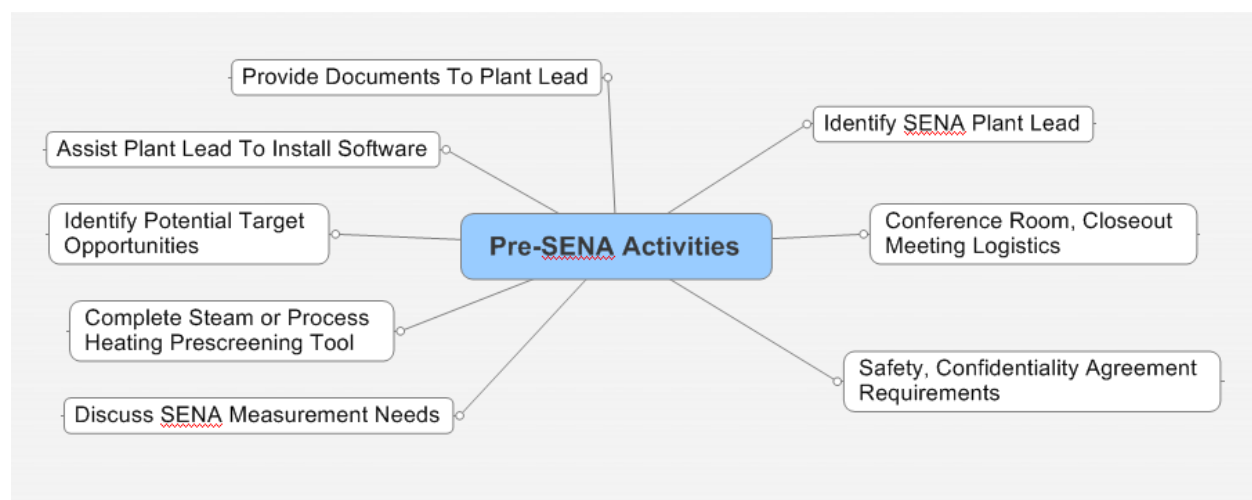 Provide Documents To Plant Lead
Identify SENA Plant Lead
Assist Plant Lead To Install Software
Identify Potential Target
Opportunities
Conference Room, Closeout
Meeting Logistics
Pre-SENA Activities
Complete Steam or Process
Heating Prescreening Tool
Safety, Confidentiality Agreement
Requirements
Discuss SENA Measurement Needs